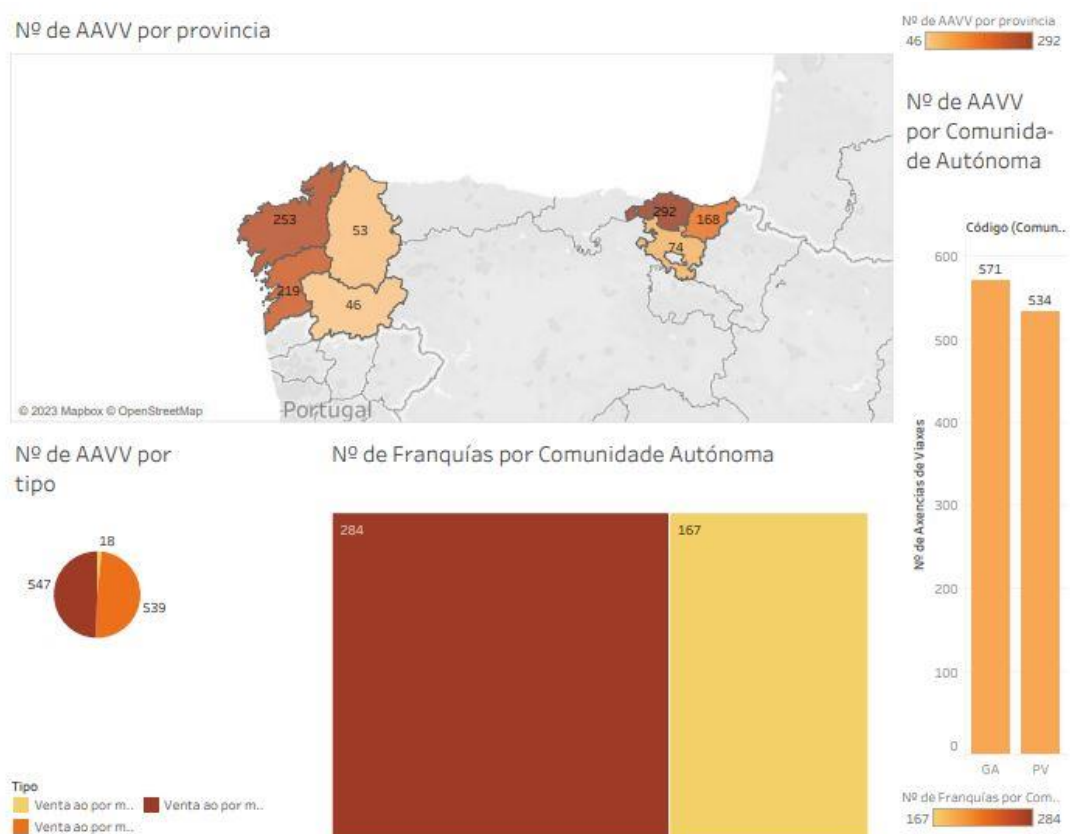 Nº de AAVV por provincia
253
53
219
46
292
168
74
© 2023 Mapbox © OpenStreetMap
Portugal
Nº de AAVV por provincia
46
292
Nº de AAVV
por Comunida-
de Autónoma
Código (Comun..
600
571
534
500
400
300
200
100
0
Nº de Axencias de Viaxes
GA
PV
Nº de AAVV por
tipo
18
547
539
Tipo
Venta ao por m..
Venta ao por m..
Venta ao por m..
Nº de Franquías por Comunidade Autónoma
284
167
Nº de Franquías por Com..
167
284